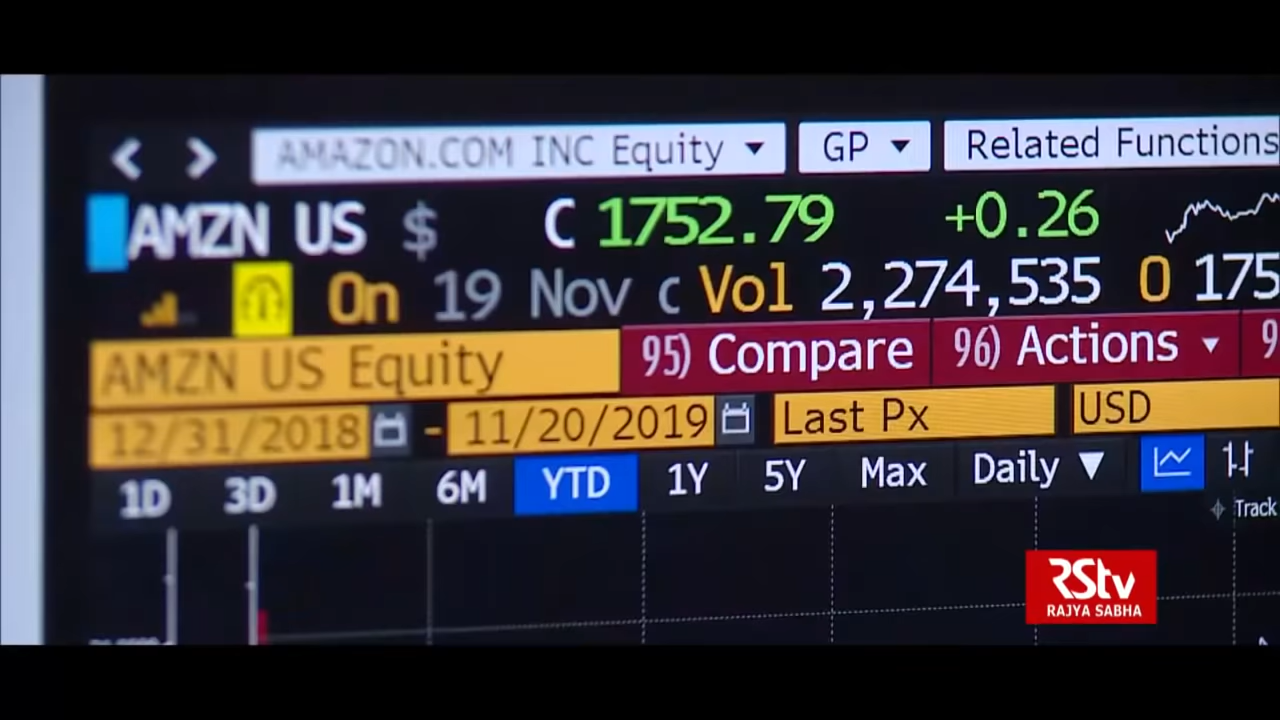 < > AMAZON.COM INC Equity ▼ GP ▼ Related Functions
AMZN US $ C 1752.79 +0.26
On 19 Nov c Vol 2,274,535 O 175
AMZN US Equity 95) Compare 96) Actions ▼ 9
12/31/2018 - 11/20/2019 Last Px USD
1D 3D 1M 6M YTD 1Y 5Y Max Daily ▼
Track
RSTV
RAJYA SABHA